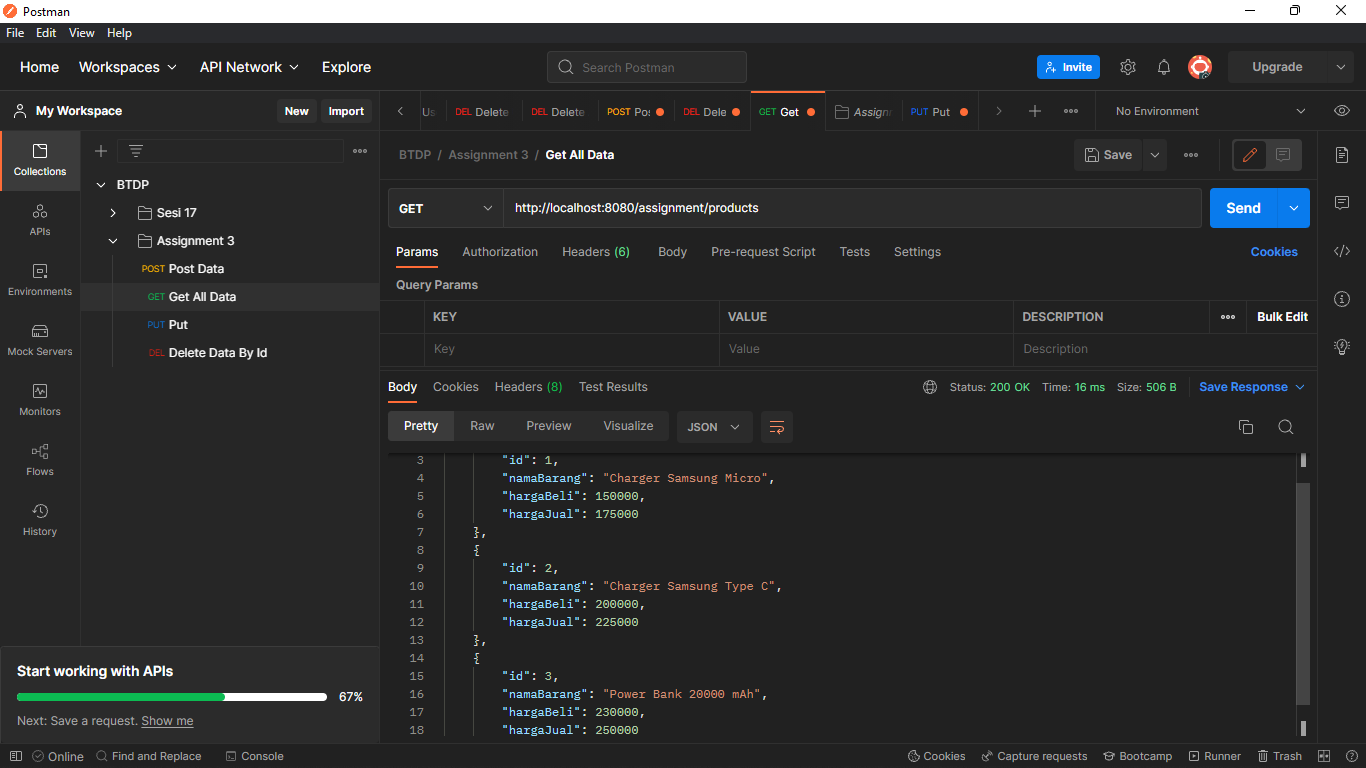 Postman
File Edit View Help
Home Workspaces API Network Explore Search Postman Invite Upgrade
My Workspace New Import
Us DEL Delete DEL Delete POST Pos DEL Dele GET Get Assign PUT Put No Environment
BTDP / Assignment 3 / Get All Data Save
Collections
APIs
Environments
Mock Servers
Monitors
Flows
History
BTDP
Sesi 17
Assignment 3
POST Post Data
GET Get All Data
PUT Put
DEL Delete Data By Id
GET http://localhost:8080/assignment/products Send
Params Authorization Headers (6) Body Pre-request Script Tests Settings Cookies
Query Params
KEY VALUE DESCRIPTION Bulk Edit
Key Value Description
Body Cookies Headers (8) Test Results Status: 200 OK Time: 16 ms Size: 506 B Save Response
Pretty Raw Preview Visualize JSON
3 "id": 1,
4 "namaBarang": "Charger Samsung Micro",
5 "hargaBeli": 150000,
6 "hargaJual": 175000
7 },
8 {
9 "id": 2,
10 "namaBarang": "Charger Samsung Type C",
11 "hargaBeli": 200000,
12 "hargaJual": 225000
13 },
14 {
15 "id": 3,
16 "namaBarang": "Power Bank 20000 mAh",
17 "hargaBeli": 230000,
18 "hargaJual": 250000
Start working with APIs
67%
Next: Save a request. Show me
Online Find and Replace Console Cookies Capture requests Bootcamp Runner Trash